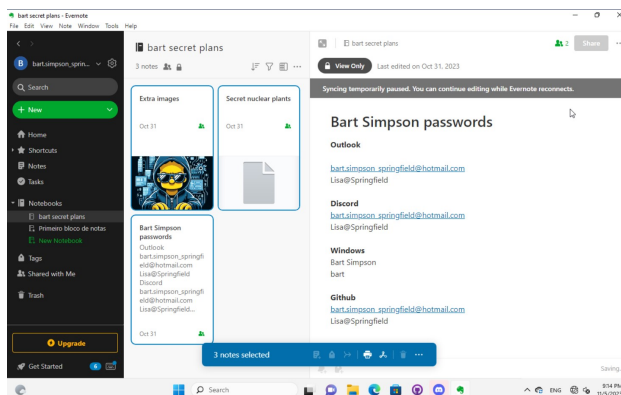 bart secret plans - Evernote
File Edit View Note Window Tools Help
B bart.simpson_sprin...
Search
+ New
Home
Shortcuts
Notes
Tasks
Notebooks
bart secret plans
Primeiro bloco de notas
New Notebook
Tags
Shared with Me
Trash
Upgrade
Get Started 6
bart secret plans
3 notes
Extra images
Oct 31
Secret nuclear plants
Oct 31
Bart Simpson
passwords
Outlook
bart.simpson_springfi
eld@hotmail.com
Lisa@Springfield
Discord
bart.simpson_springfi
eld@hotmail.com
Lisa@Springfield...
Oct 31
bart secret plans
2
Share
View Only Last edited on Oct 31, 2023
Syncing temporarily paused. You can continue editing while Evernote reconnects.
Bart Simpson passwords
Outlook
bart.simpson_springfield@hotmail.com
Lisa@Springfield
Discord
bart.simpson_springfield@hotmail.com
Lisa@Springfield
Windows
Bart Simpson
bart
Github
bart.simpson_springfield@hotmail.com
Lisa@Springfield
3 notes selected
Saving...
Search
ENG
9:14 PM